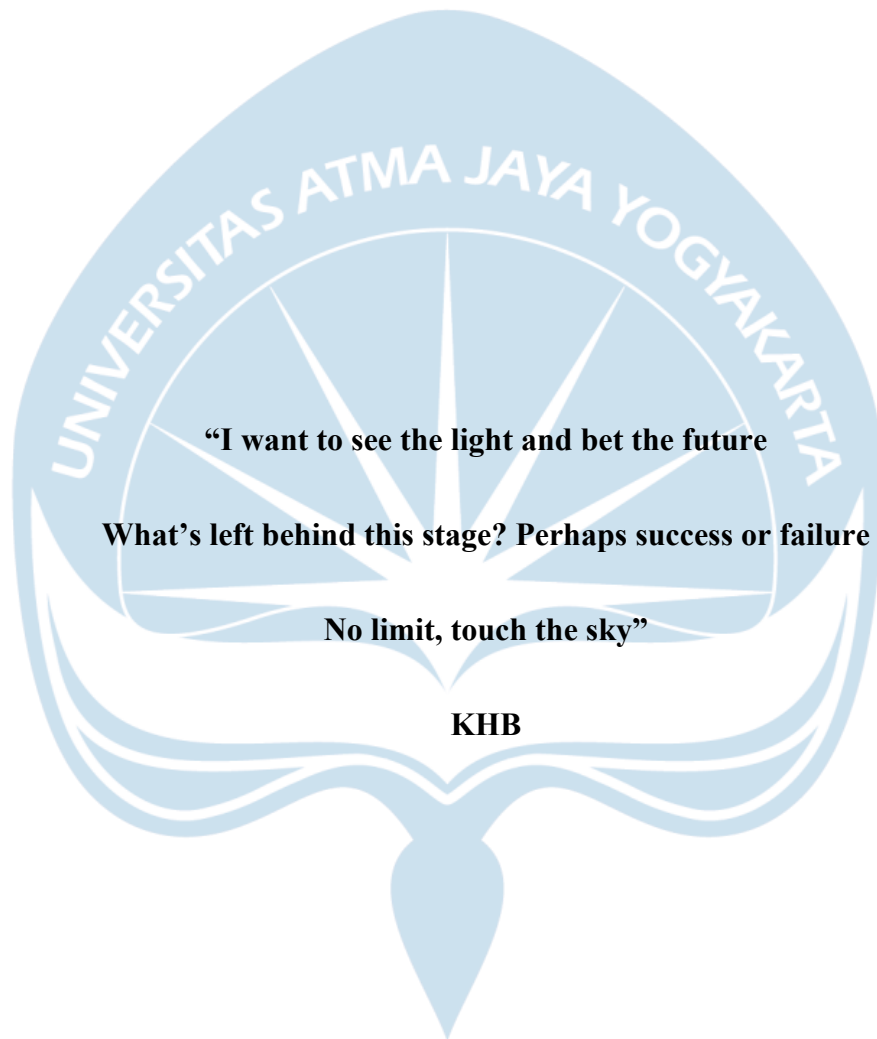 UNIVERSITAS ATMA JAYA YOGYAKARTA
“I want to see the light and bet the future
What’s left behind this stage? Perhaps success or failure
No limit, touch the sky”
KHB